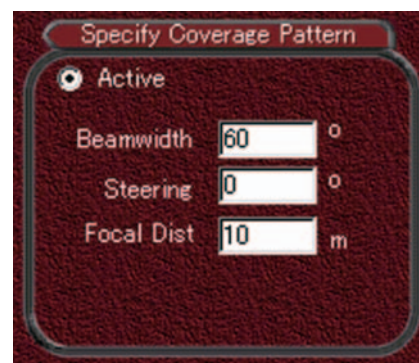 Specify Coverage Pattern
Active
Beamwidth 60 °
Steering 0 °
Focal Dist 10 m